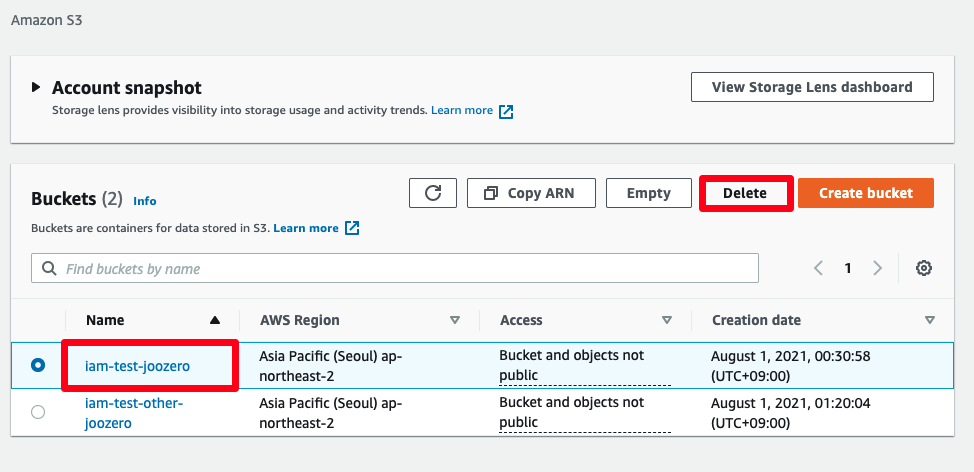 Amazon S3
Account snapshot
View Storage Lens dashboard
Storage lens provides visibility into storage usage and activity trends. Learn more
Buckets (2) Info
Copy ARN
Empty
Delete
Create bucket
Buckets are containers for data stored in S3. Learn more
Find buckets by name
1
Name AWS Region Access Creation date
iam-test-joozero
Asia Pacific (Seoul) ap-
northeast-2
Bucket and objects not
public
August 1, 2021, 00:30:58
(UTC+09:00)
iam-test-other-
joozero
Asia Pacific (Seoul) ap-
northeast-2
Bucket and objects not
public
August 1, 2021, 01:20:04
(UTC+09:00)